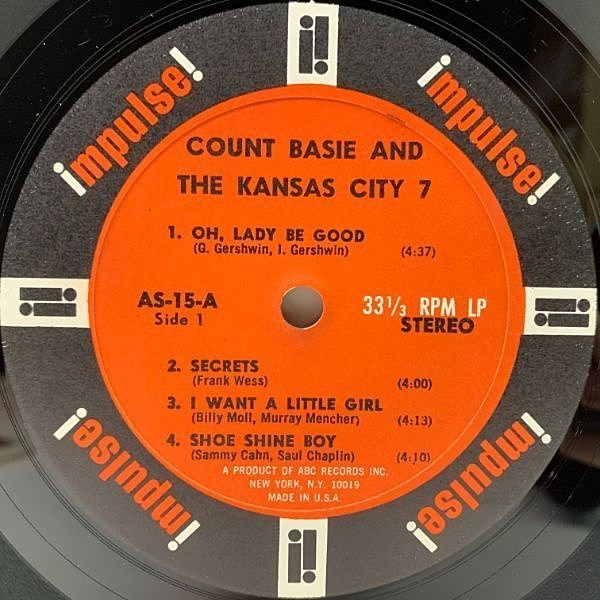 impulse!
impulse!
COUNT BASIE AND
THE KANSAS CITY 7
1. OH, LADY BE GOOD
(G. Gershwin, I. Gershwin) (4:37)
AS-15-A 33 1/3 RPM LP
Side 1 STEREO
2. SECRETS
(Frank Wess) (4:00)
3. I WANT A LITTLE GIRL
(Billy Moll, Murray Mencher) (4:13)
4. SHOE SHINE BOY
(Sammy Cahn, Saul Chaplin) (4:10)
A PRODUCT OF ABC RECORDS INC.
NEW YORK, N.Y. 10019
MADE IN U.S.A.
impulse!
impulse!